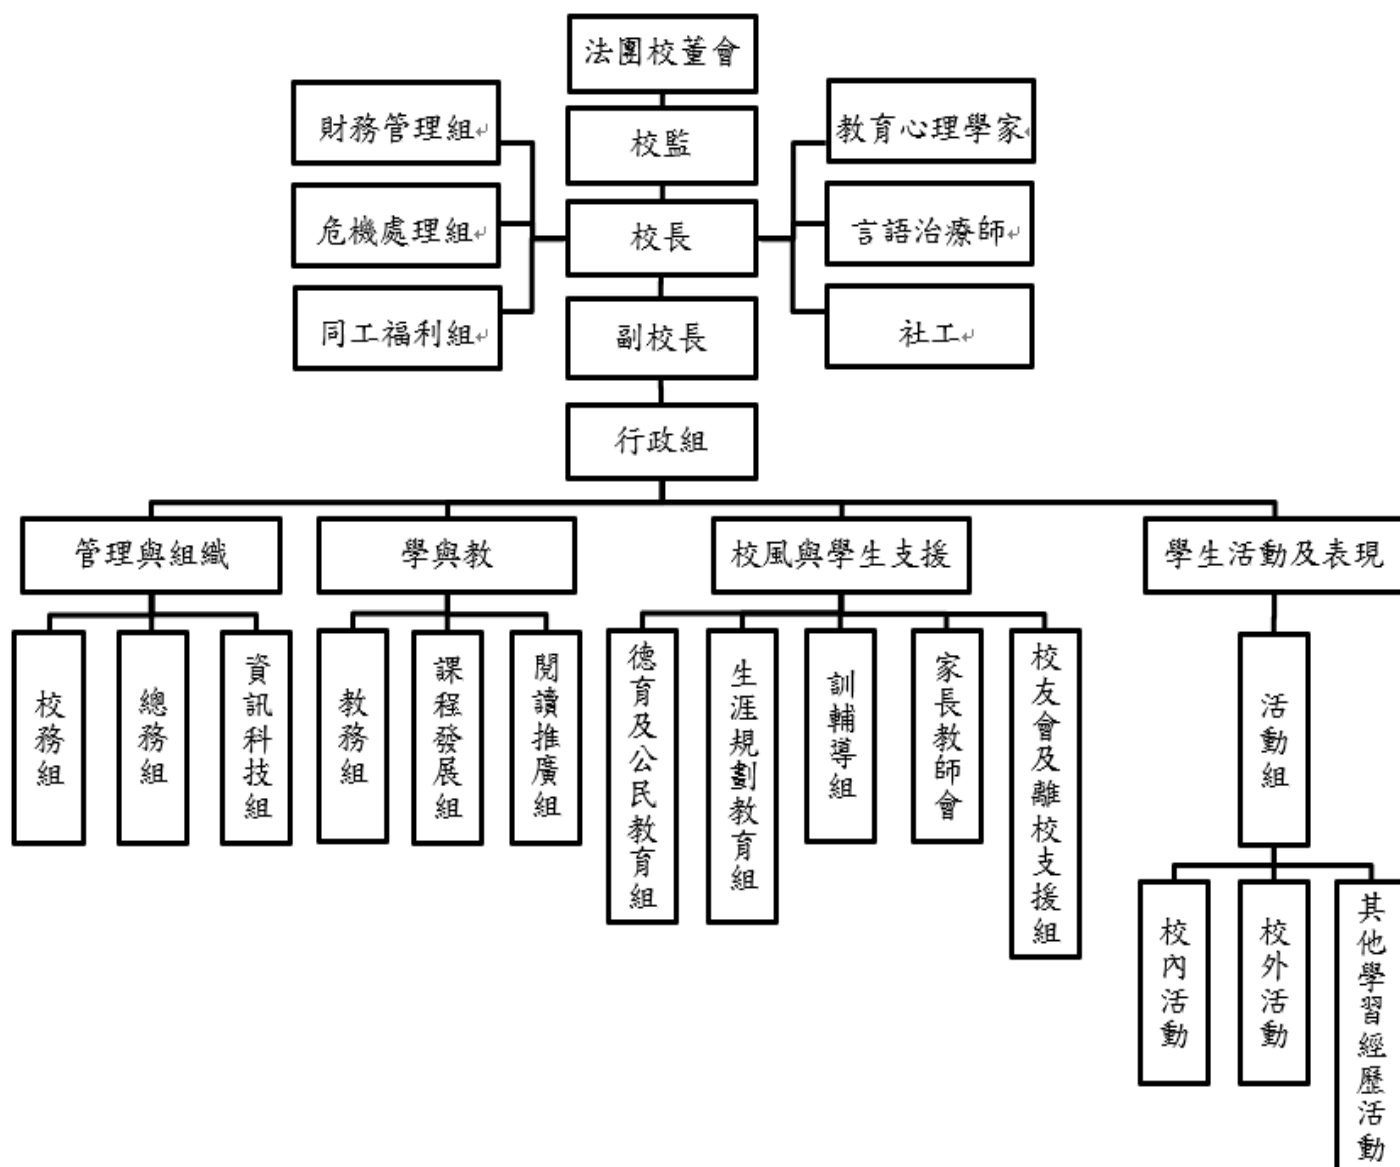 法團校董會
財務管理組
校監
教育心理學家
危機處理組
校長
言語治療師
同工福利組
副校長
社工
行政組
管理與組織
學與教
校風與學生支援
學生活動及表現
校務組
總務組
資訊科技組
教務組
課程發展組
閱讀推廣組
德育及公民教育組
生涯規劃教育組
訓輔導組
家長教師會
校友會及離校支援組
活動組
校內活動
校外活動
其他學習經歷活動